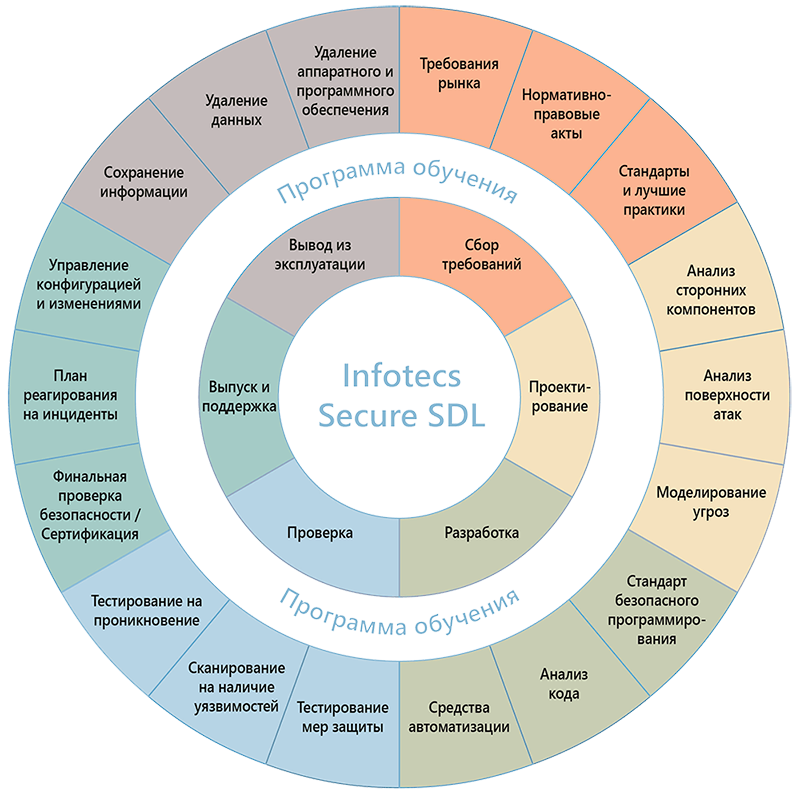 Требования
рынка
Нормативно-
правовые
акты
Стандарты
и лучшие
практики
Анализ
сторонних
компонентов
Анализ
поверхности
атак
Моделирование
угроз
Стандарт
безопасного
программиро-
вания
Анализ
кода
Средства
автоматизации
Тестирование
мер защиты
Сканирование
на наличие
уязвимостей
Тестирование на
проникновение
Финальная
проверка
безопасности /
Сертификация
План
реагирования
на инциденты
Управление
конфигурацией
и изменениями
Сохранение
информации
Удаление
данных
Удаление
аппаратного и
программного
обеспечения
Программа обучения
Сбор
требований
Проекти-
рование
Разработка
Проверка
Выпуск и
поддержка
Вывод из
эксплуатации
Infotecs
Secure SDL
Программа обучения